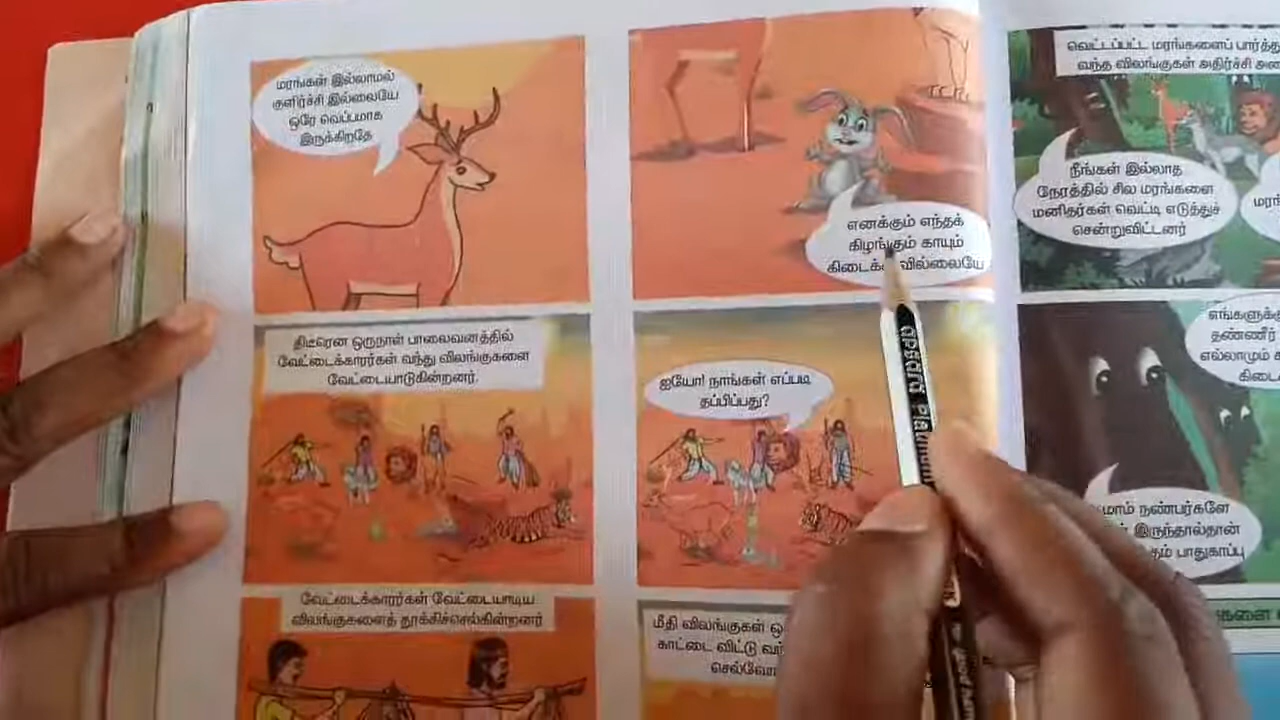 மரங்கள் இல்லாமல்
குளிர்ச்சி இல்லையே
ஒரே வெப்பமாக
இருக்கிறதே
எனக்கும் எந்தக்
கிழங்கும் காயும்
திடீரென ஒருநாள் பாலைவனத்தில்
வேட்டைக்காரர்கள் வந்து விலங்குகளை
வேட்டையாடுகின்றனர்.
ஐயோ! நாங்கள் எப்படி
தப்பிப்பது?
வேட்டைக்காரர்கள் வேட்டையாடிய
விலங்குகளைத் தூக்கிச்செல்கின்றனர்
மீதி விலங்குகள்
காட்டை விட்டு
வெட்டப்பட்ட மரங்களைப்
வந்த விலங்குகள் அதிர்ச்சி
நீங்கள் இல்லாத
நேரத்தில் சில மரங்களை
மனிதர்கள் வெட்டி எடுத்துச்
சென்றுவிட்டனர்
தண்ணீர்
எல்லாமும்
நண்பர்களே
இருந்தால்தான்
பாதுகாப்பு
apsara